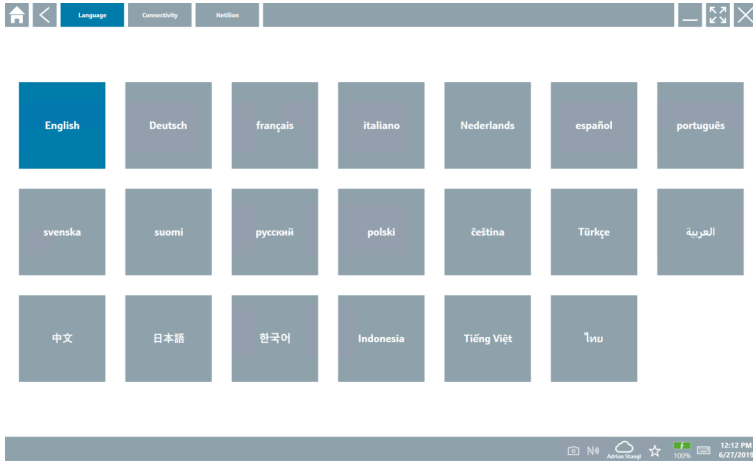 Language Connectivity Netilion
English Deutsch français italiano Nederlands español português
svenska suomi русский polski čeština Türkçe العربية
中文 日本語 한국어 Indonesia Tiếng Việt ไทย
12:12 PM
Adrian Stangl 100% 6/27/2019